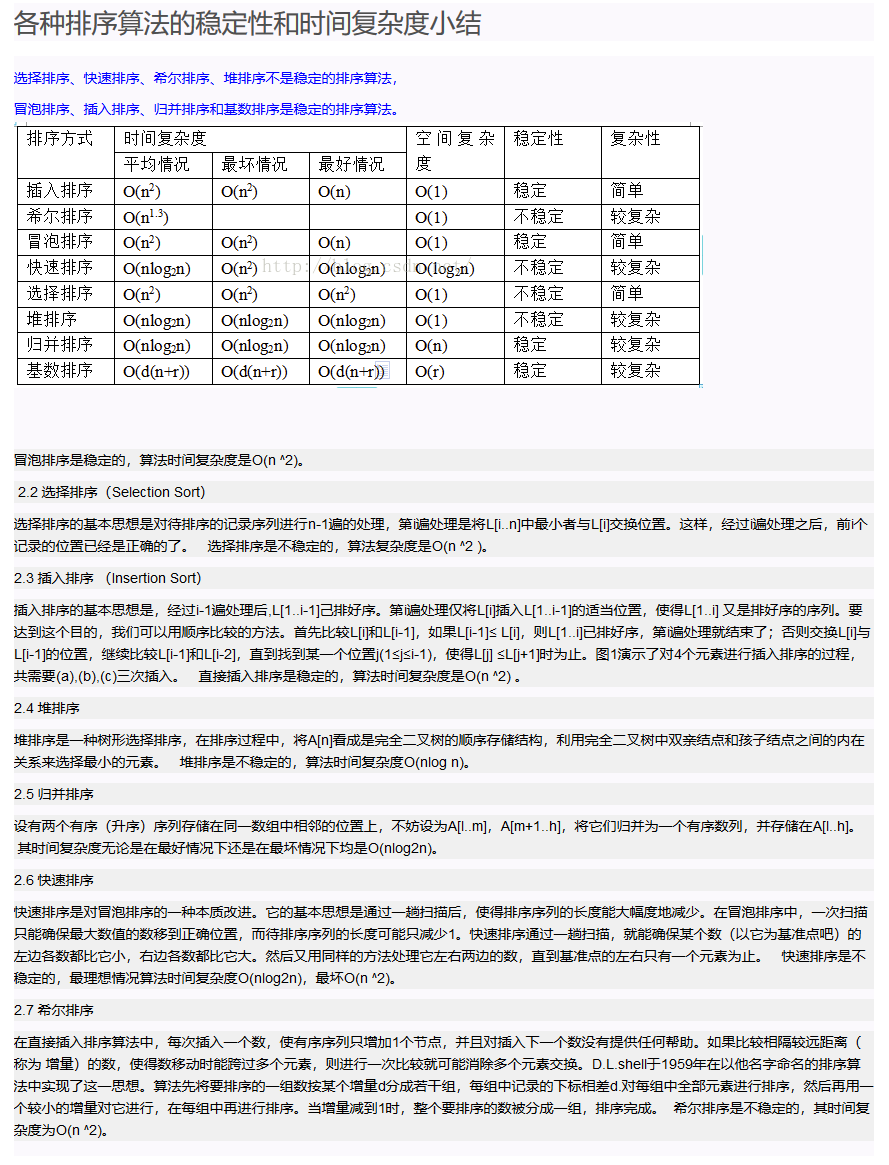 各种排序算法的稳定性和时间复杂度小结
选择排序、快速排序、希尔排序、堆排序不是稳定的排序算法，
冒泡排序、插入排序、归并排序和基数排序是稳定的排序算法。
排序方式 时间复杂度 空间复杂度 稳定性 复杂性
平均情况 最坏情况 最好情况
插入排序 O(n²) O(n²) O(n) O(1) 稳定 简单
希尔排序 O(n¹·³) O(1) 不稳定 较复杂
冒泡排序 O(n²) O(n²) O(n) O(1) 稳定 简单
快速排序 O(nlog₂n) O(n²) O(nlog₂n) O(log₂n) 不稳定 较复杂
选择排序 O(n²) O(n²) O(n²) O(1) 不稳定 简单
堆排序 O(nlog₂n) O(nlog₂n) O(nlog₂n) O(1) 不稳定 较复杂
归并排序 O(nlog₂n) O(nlog₂n) O(nlog₂n) O(n) 稳定 较复杂
基数排序 O(d(n+r)) O(d(n+r)) O(d(n+r)) O(r) 稳定 较复杂
http://blog.csdn.net/
冒泡排序是稳定的，算法时间复杂度是O(n ^2)。
2.2 选择排序（Selection Sort）
选择排序的基本思想是对待排序的记录序列进行n-1遍的处理，第i遍处理是将L[i..n]中最小者与L[i]交换位置。这样，经过i遍处理之后，前i个
记录的位置已经是正确的了。 选择排序是不稳定的，算法复杂度是O(n ^2 )。
2.3 插入排序 （Insertion Sort）
插入排序的基本思想是，经过i-1遍处理后,L[1..i-1]己排好序。第i遍处理仅将L[i]插入L[1..i-1]的适当位置，使得L[1..i] 又是排好序的序列。要
达到这个目的，我们可以用顺序比较的方法。首先比较L[i]和L[i-1]，如果L[i-1]≤ L[i]，则L[1..i]已排好序，第i遍处理就结束了；否则交换L[i]与
L[i-1]的位置，继续比较L[i-1]和L[i-2]，直到找到某一个位置j(1≤j≤i-1)，使得L[j] ≤L[j+1]时为止。图1演示了对4个元素进行插入排序的过程，
共需要(a),(b),(c)三次插入。 直接插入排序是稳定的，算法时间复杂度是O(n ^2) 。
2.4 堆排序
堆排序是一种树形选择排序，在排序过程中，将A[n]看成是完全二叉树的顺序存储结构，利用完全二叉树中双亲结点和孩子结点之间的内在
关系来选择最小的元素。 堆排序是不稳定的，算法时间复杂度O(nlog n)。
2.5 归并排序
设有两个有序（升序）序列存储在同一数组中相邻的位置上，不妨设为A[l..m]，A[m+1..h]，将它们归并为一个有序数列，并存储在A[l..h]。
其时间复杂度无论是在最好情况下还是在最坏情况下均是O(nlog2n)。
2.6 快速排序
快速排序是对冒泡排序的一种本质改进。它的基本思想是通过一趟扫描后，使得排序序列的长度能大幅度地减少。在冒泡排序中，一次扫描
只能确保最大数值的数移到正确位置，而待排序序列的长度可能只减少1。快速排序通过一趟扫描，就能确保某个数（以它为基准点吧）的
左边各数都比它小，右边各数都比它大。然后又用同样的方法处理它左右两边的数，直到基准点的左右只有一个元素为止。 快速排序是不
稳定的，最理想情况算法时间复杂度O(nlog2n)，最坏O(n ^2)。
2.7 希尔排序
在直接插入排序算法中，每次插入一个数，使有序序列只增加1个节点，并且对插入下一个数没有提供任何帮助。如果比较相隔较远距离（
称为 增量）的数，使得数移动时能跨过多个元素，则进行一次比较就可能消除多个元素交换。D.L.shell于1959年在以他名字命名的排序算
法中实现了这一思想。算法先将要排序的一组数按某个增量d分成若干组，每组中记录的下标相差d.对每组中全部元素进行排序，然后再用一
个较小的增量对它进行，在每组中再进行排序。当增量减到1时，整个要排序的数被分成一组，排序完成。 希尔排序是不稳定的，其时间复
杂度为O(n ^2)。